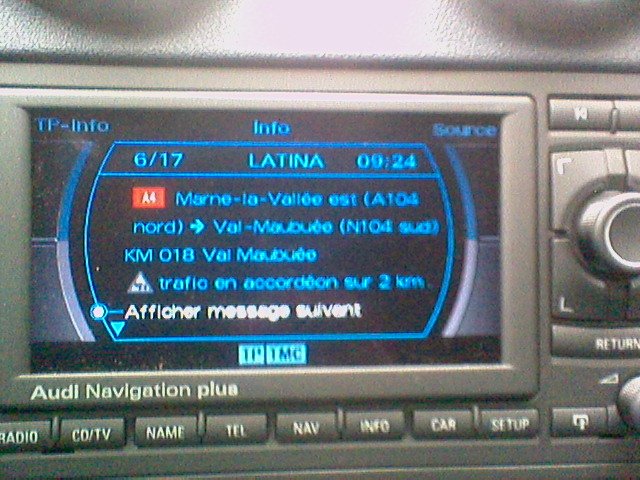 TP-Info Info Source
6/17 LATINA 09:24
A4 Marne-la-Vallée est (A104
nord) → Val-Maubuée (N104 sud)
KM 018 Val Maubuée
trafic en accordéon sur 2 km
Afficher message suivant
TP TMC
Audi Navigation plus
RETURN
RADIO CD/TV NAME TEL NAV INFO CAR SETUP